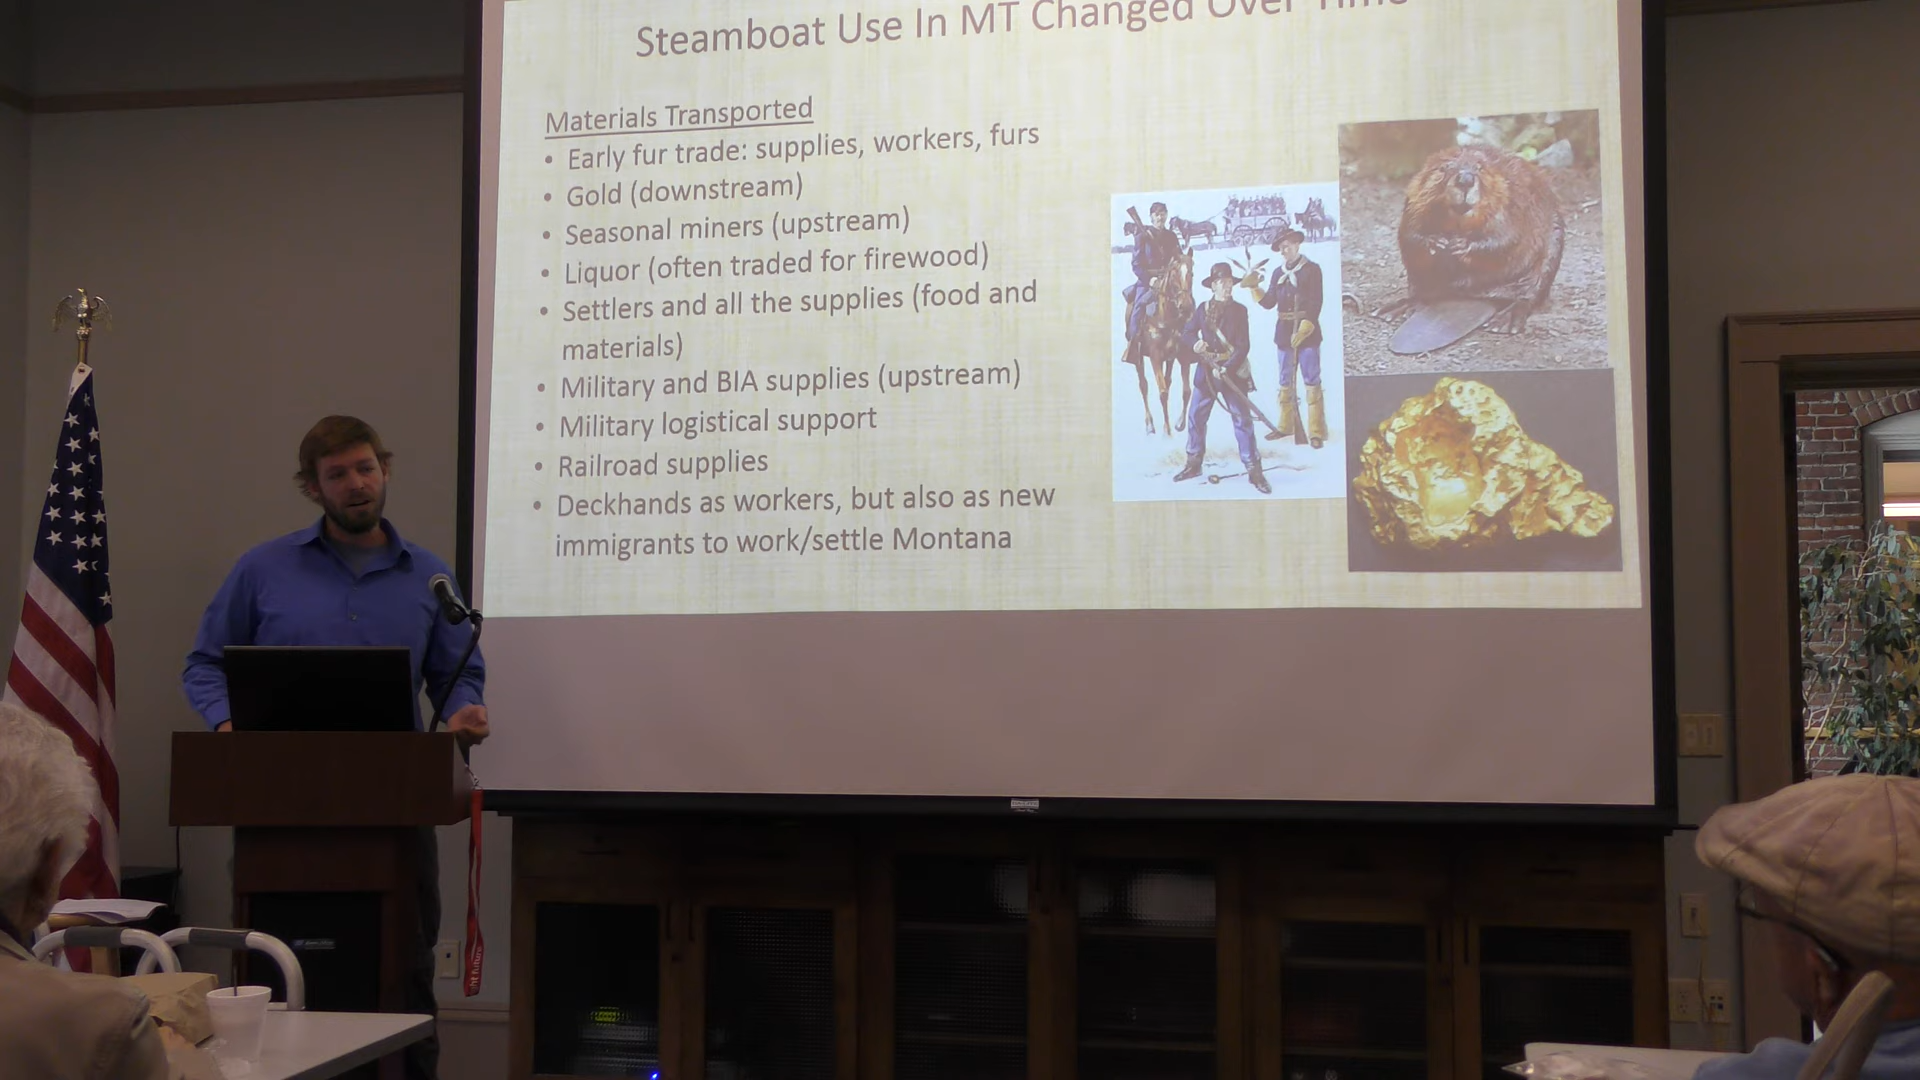 Steamboat Use In MT Changed Over Time
Materials Transported
• Early fur trade: supplies, workers, furs
• Gold (downstream)
• Seasonal miners (upstream)
• Liquor (often traded for firewood)
• Settlers and all the supplies (food and
materials)
• Military and BIA supplies (upstream)
• Military logistical support
• Railroad supplies
• Deckhands as workers, but also as new
immigrants to work/settle Montana